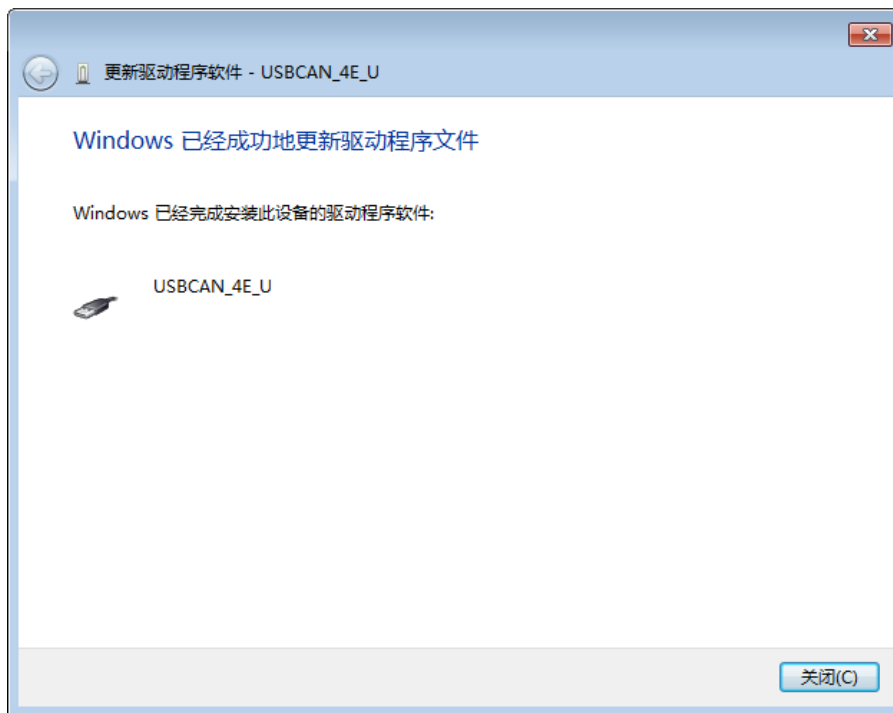 更新驱动程序软件 - USBCAN_4E_U
Windows 已经成功地更新驱动程序文件
Windows 已经完成安装此设备的驱动程序软件:
USBCAN_4E_U
关闭(C)